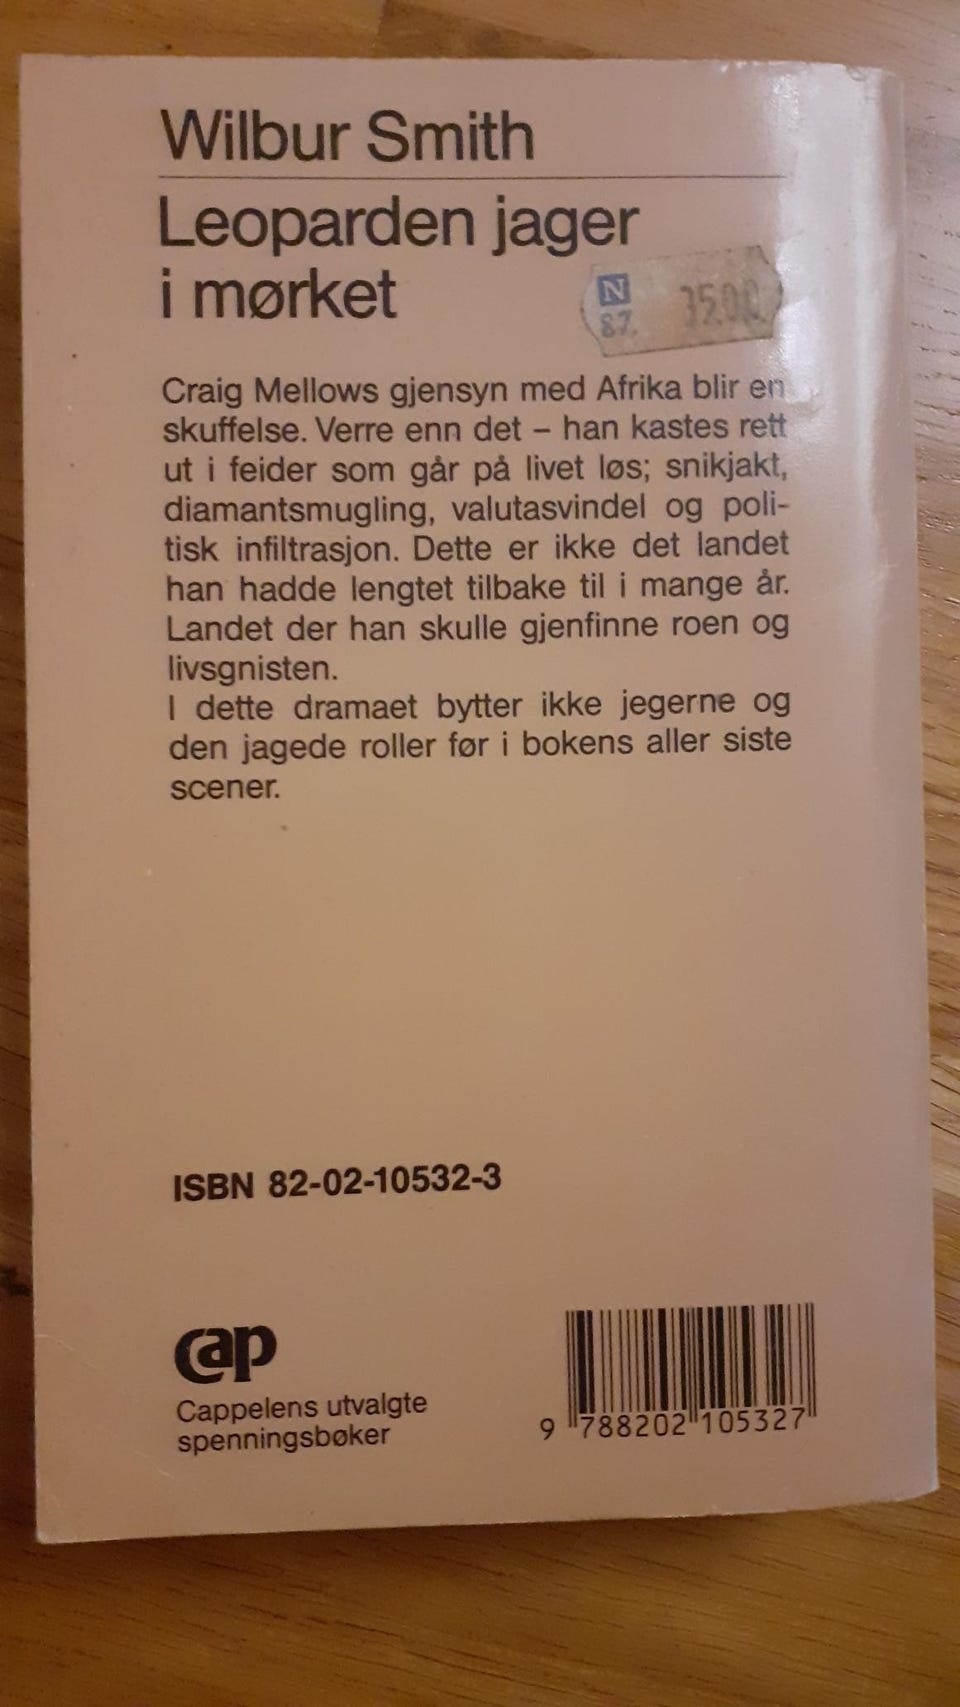 Wilbur Smith
Leoparden jager
i mørket
N
87.
Craig Mellows gjensyn med Afrika blir en
skuffelse. Verre enn det – han kastes rett
ut i feider som går på livet løs; snikjakt,
diamantsmugling, valutasvindel og poli-
tisk infiltrasjon. Dette er ikke det landet
han hadde lengtet tilbake til i mange år.
Landet der han skulle gjenfinne roen og
livsgnisten.
I dette dramaet bytter ikke jegerne og
den jagede roller før i bokens aller siste
scener.
ISBN 82-02-10532-3
cap
Cappelens utvalgte
spenningsbøker
9 788202 105327